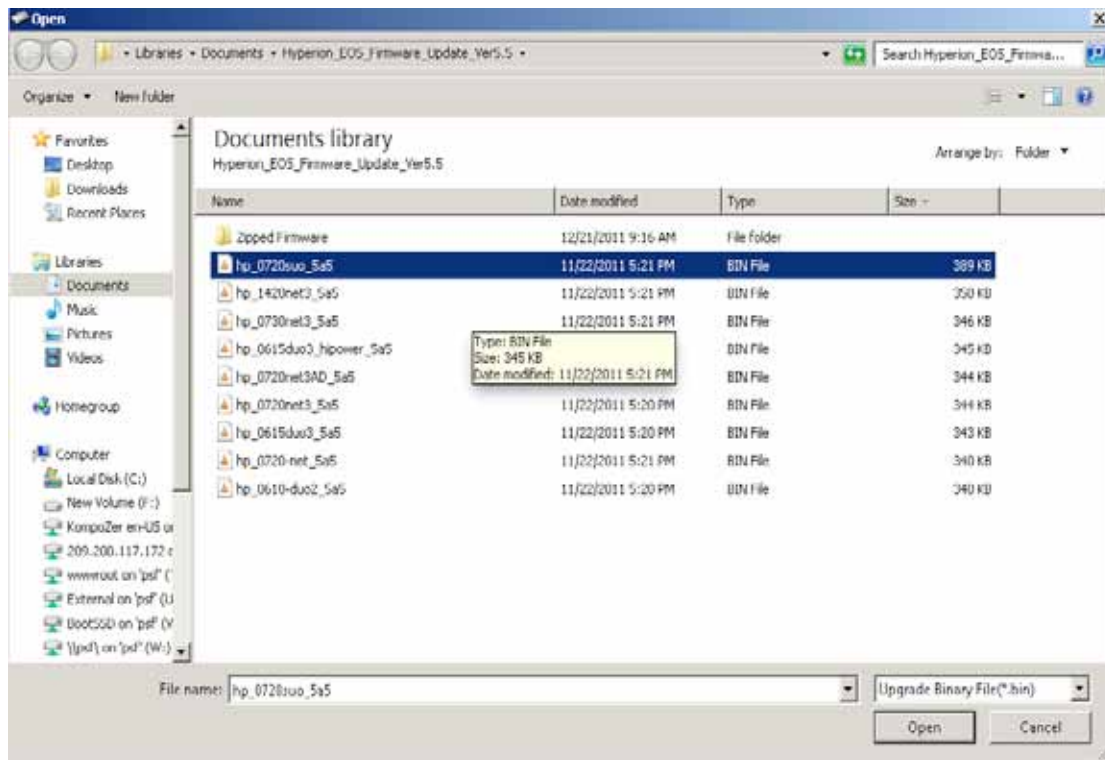 Open
Libraries • Documents • Hyperion_EOS_Firmware_Update_Ver5.5
Search Hyperion_EOS_Firmwa...
Organize
New folder
Documents library
Hyperion_EOS_Firmware_Update_Ver5.5
Arrange by: Folder
Name Date modified Type Size
Favorites
Desktop
Downloads
Recent Places
Libraries
Documents
Music
Pictures
Videos
Homegroup
Computer
Local Disk (C:)
New Volume (F:)
KompoZer en-US on
209.200.117.172
wwwroot on 'psf' (
External on 'psf' (U
BootSSD on 'psf' (V
\\psf\ on 'psf' (W:)
Zipped Firmware 12/21/2011 9:16 AM File folder
hp_0720suo_5a5 11/22/2011 5:21 PM BIN File 389 KB
hp_1420net3_5a5 11/22/2011 5:21 PM BIN File 350 KB
hp_0730net3_5a5 11/22/2011 5:21 PM BIN File 346 KB
hp_0615duo3_hipower_5a5 BIN File 345 KB
hp_0720net3AD_5a5 BIN File 344 KB
hp_0720net3_5a5 11/22/2011 5:20 PM BIN File 344 KB
hp_0615duo3_5a5 11/22/2011 5:20 PM BIN File 343 KB
hp_0720-net_5a5 11/22/2011 5:21 PM BIN File 340 KB
hp_0610-duo2_5a5 11/22/2011 5:20 PM BIN File 340 KB
Type: BIN File
Size: 345 KB
Date modified: 11/22/2011 5:21 PM
File name: hp_0720suo_5a5
Upgrade Binary File(*.bin)
Open
Cancel